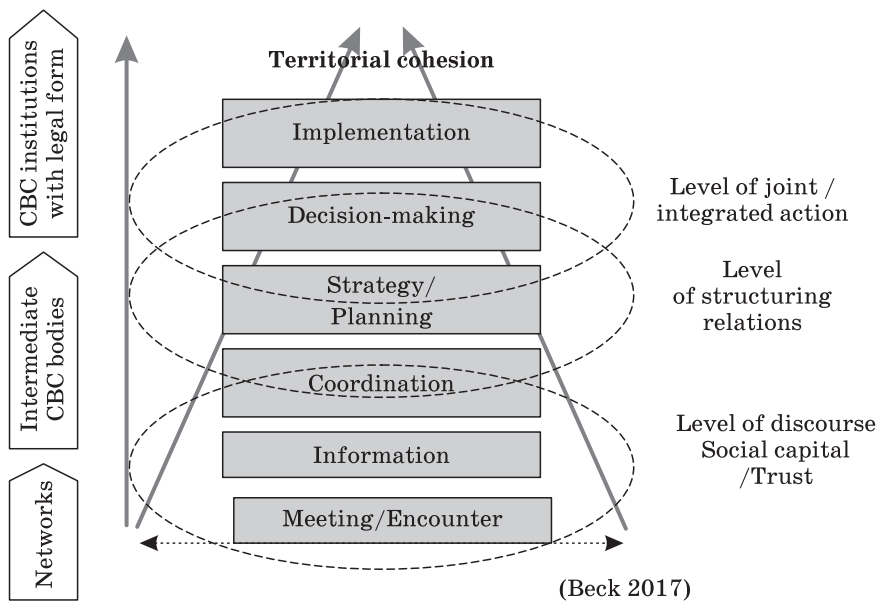 CBC institutions
with legal form
Intermediate
CBC bodies
Networks
Territorial cohesion
Implementation
Decision-making
Strategy/
Planning
Coordination
Information
Meeting/Encounter
Level of joint /
integrated action
Level
of structuring
relations
Level of discourse
Social capital
/Trust
(Beck 2017)